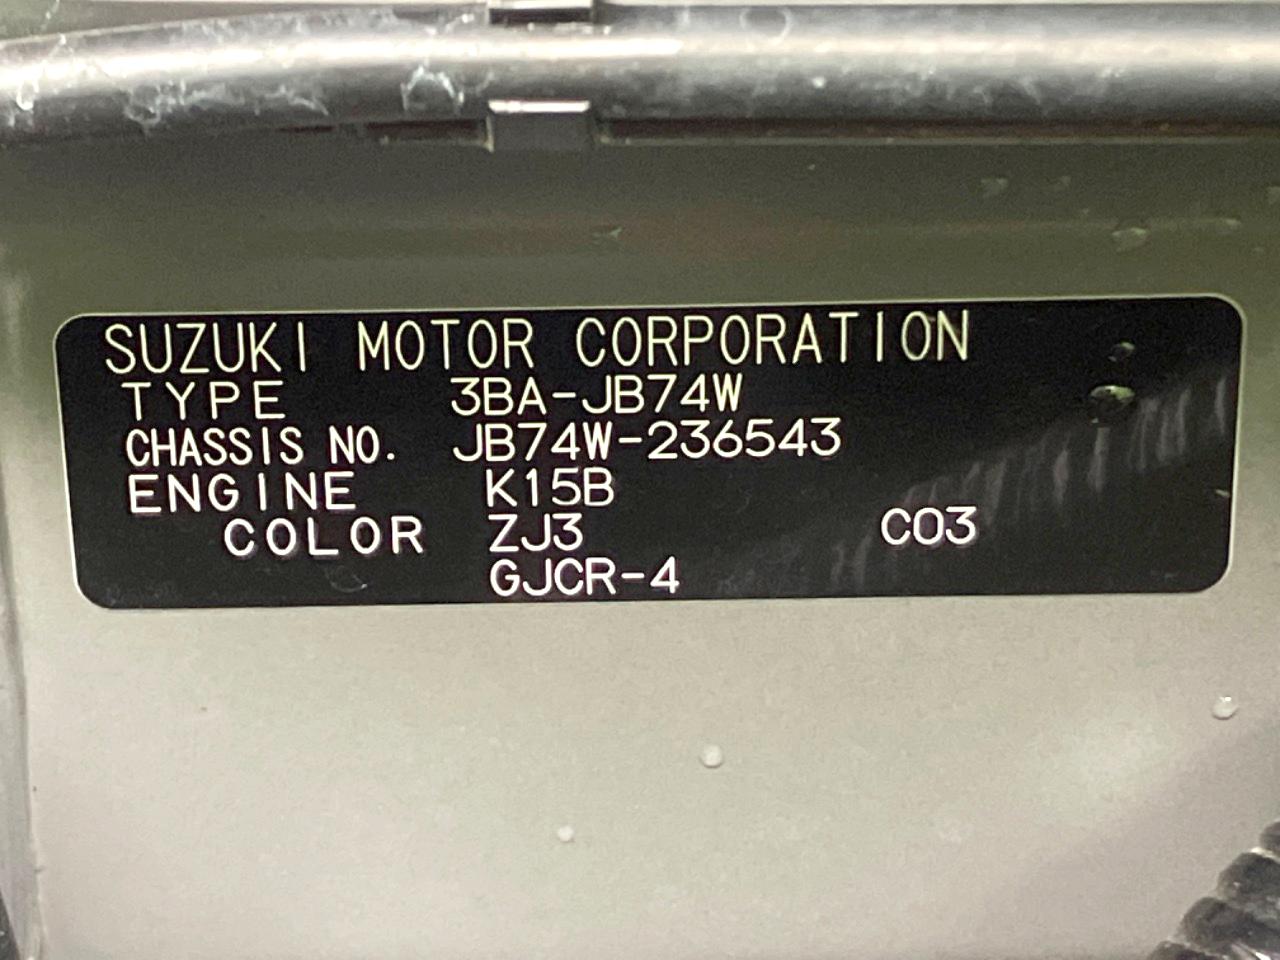 SUZUKI MOTOR CORPORATION
TYPE 3BA-JB74W
CHASSIS NO. JB74W-236543
ENGINE K15B
COLOR ZJ3 C03
GJCR-4